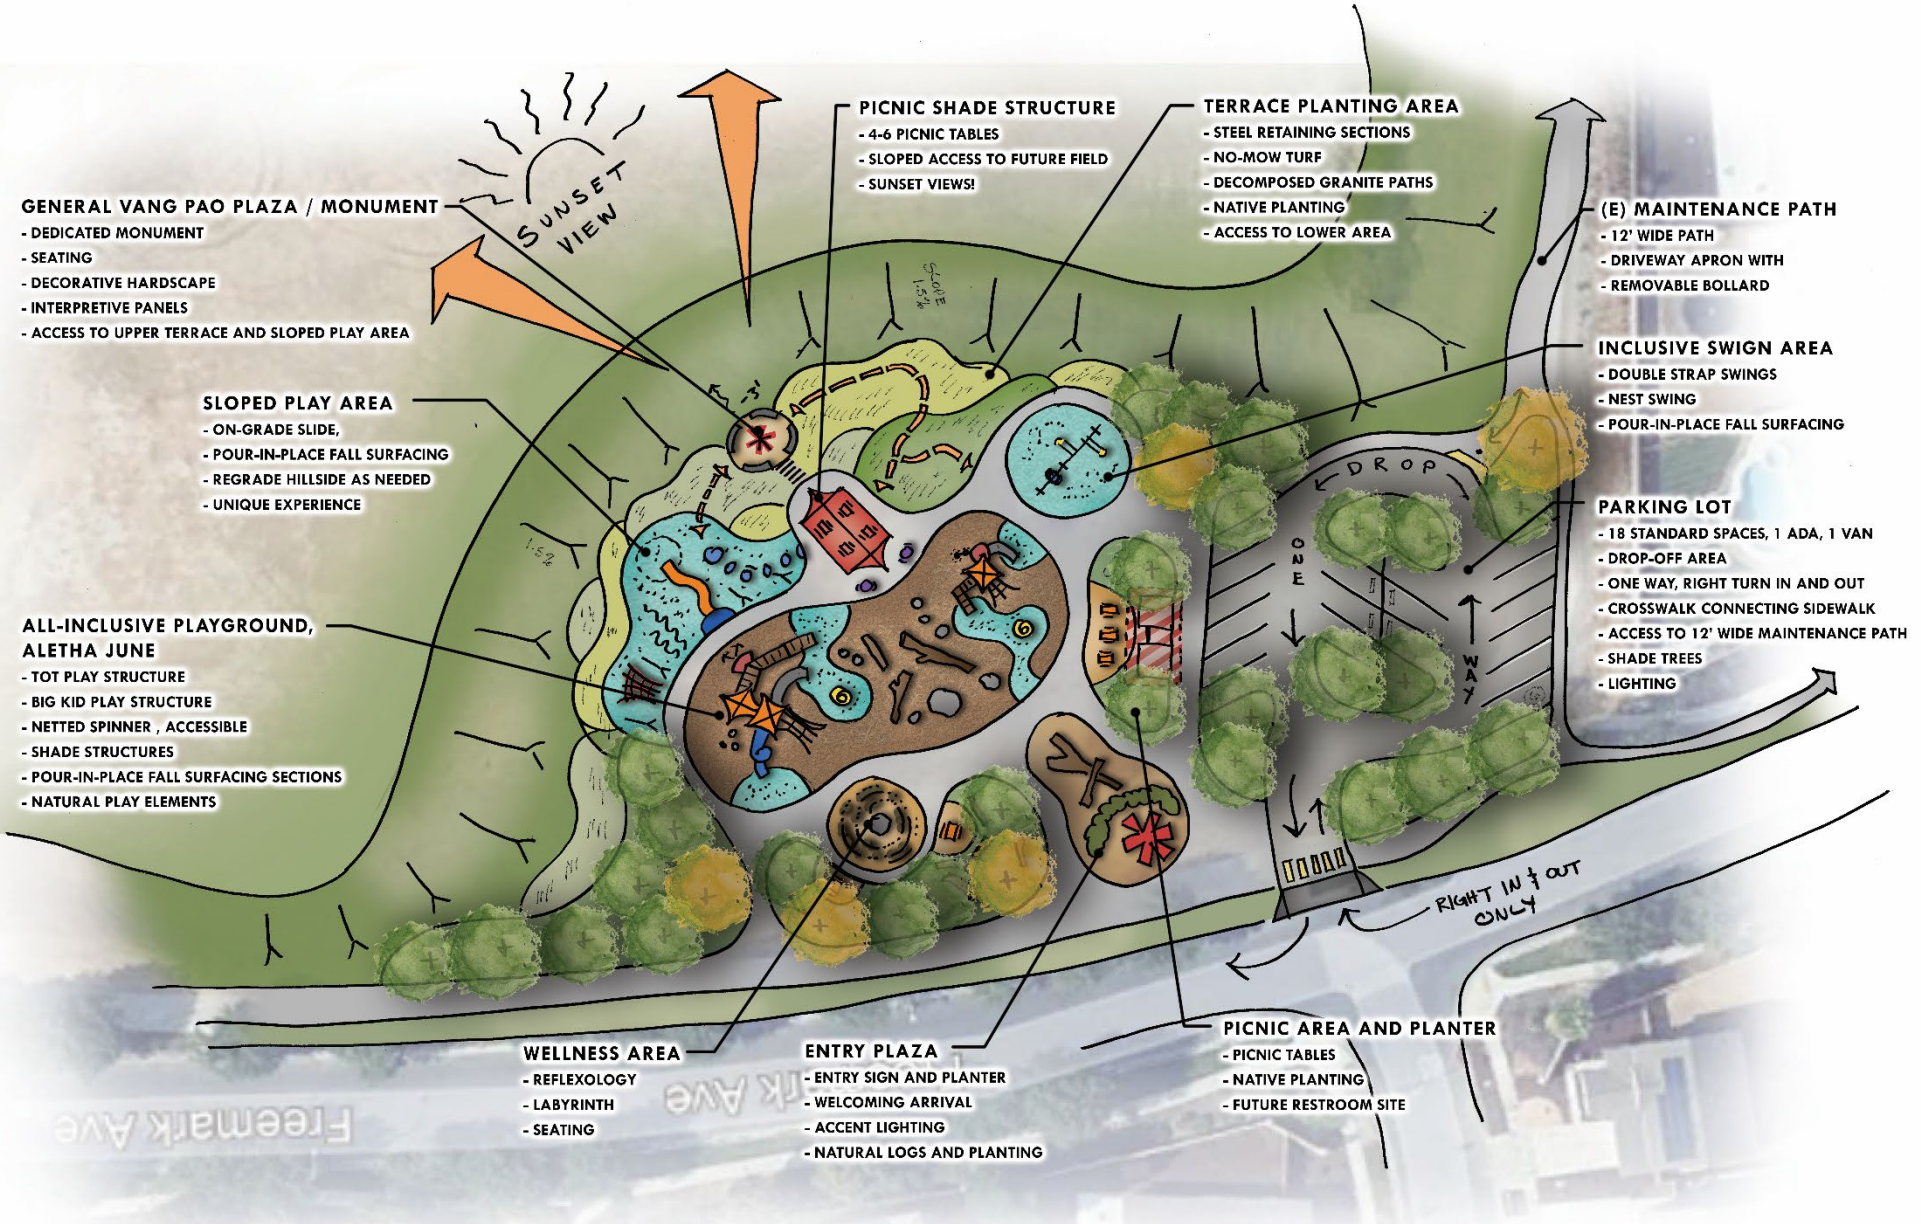 PICNIC SHADE STRUCTURE
- 4-6 PICNIC TABLES
- SLOPED ACCESS TO FUTURE FIELD
- SUNSET VIEWS!
TERRACE PLANTING AREA
- STEEL RETAINING SECTIONS
- NO-MOW TURF
- DECOMPOSED GRANITE PATHS
- NATIVE PLANTING
- ACCESS TO LOWER AREA
SUNSET
VIEW
GENERAL VANG PAO PLAZA / MONUMENT
- DEDICATED MONUMENT
- SEATING
- DECORATIVE HARDSCAPE
- INTERPRETIVE PANELS
- ACCESS TO UPPER TERRACE AND SLOPED PLAY AREA
(E) MAINTENANCE PATH
- 12' WIDE PATH
- DRIVEWAY APRON WITH
- REMOVABLE BOLLARD
SLOPE
1.5%
INCLUSIVE SWIGN AREA
- DOUBLE STRAP SWINGS
- NEST SWING
- POUR-IN-PLACE FALL SURFACING
SLOPED PLAY AREA
- ON-GRADE SLIDE,
- POUR-IN-PLACE FALL SURFACING
- REGRADE HILLSIDE AS NEEDED
- UNIQUE EXPERIENCE
-3'
DROP
PARKING LOT
- 18 STANDARD SPACES, 1 ADA, 1 VAN
- DROP-OFF AREA
- ONE WAY, RIGHT TURN IN AND OUT
- CROSSWALK CONNECTING SIDEWALK
- ACCESS TO 12' WIDE MAINTENANCE PATH
- SHADE TREES
- LIGHTING
1.5%
ONE
WAY
ALL-INCLUSIVE PLAYGROUND,
ALETHA JUNE
- TOT PLAY STRUCTURE
- BIG KID PLAY STRUCTURE
- NETTED SPINNER , ACCESSIBLE
- SHADE STRUCTURES
- POUR-IN-PLACE FALL SURFACING SECTIONS
- NATURAL PLAY ELEMENTS
RIGHT IN & OUT
ONLY
WELLNESS AREA
- REFLEXOLOGY
- LABYRINTH
- SEATING
ENTRY PLAZA
- ENTRY SIGN AND PLANTER
- WELCOMING ARRIVAL
- ACCENT LIGHTING
- NATURAL LOGS AND PLANTING
PICNIC AREA AND PLANTER
- PICNIC TABLES
- NATIVE PLANTING
- FUTURE RESTROOM SITE
Freemark Ave
Ave